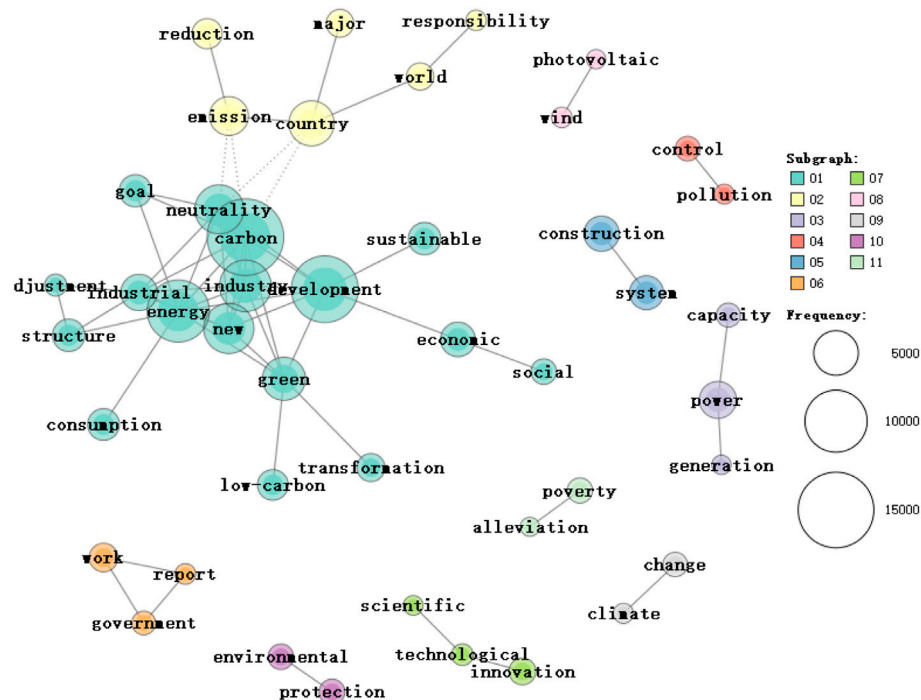 major
responsibility
reduction
world
photovoltaic
emission
country
wind
control
pollution
goal
neutrality
carbon
sustainable
construction
djustment
industrial
industry
development
system
energy
new
structure
capacity
economic
social
green
power
consumption
transformation
low-carbon
generation
poverty
alleviation
work
report
government
change
climate
scientific
technological
innovation
environmental
protection
Subgraph:
01 07
02 08
03 09
04 10
05 11
06
Frequency:
5000
10000
15000